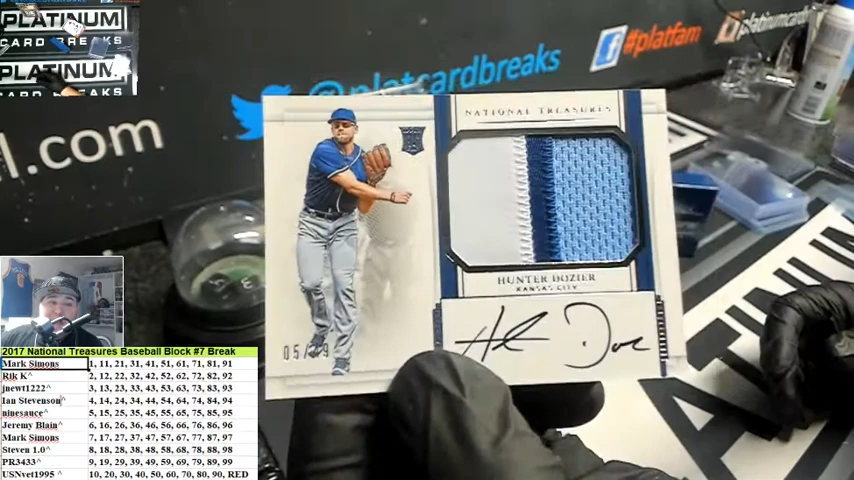 PLATINUM
CARD BREAKS
PLATINUM
CARD BREAKS
@platcardbreaks
#platfam
@platinumcard
l.com
NATIONAL TREASURES
RC
HUNTER DOZIER
KANSAS CITY
2017 National Treasures Baseball Block #7 Break
Mark Simons 1, 11, 21, 31, 41, 51, 61, 71, 81, 91
Rik K^ 2, 12, 22, 32, 42, 52, 62, 72, 82, 92
jnewt1222^ 3, 13, 23, 33, 43, 53, 63, 73, 83, 93
Ian Stevenson^ 4, 14, 24, 34, 44, 54, 64, 74, 84, 94
ninesauce^ 5, 15, 25, 35, 45, 55, 65, 75, 85, 95
Jeremy Blain^ 6, 16, 26, 36, 46, 56, 66, 76, 86, 96
Mark Simons 7, 17, 27, 37, 47, 57, 67, 77, 87, 97
Steven 1.0^ 8, 18, 28, 38, 48, 58, 68, 78, 88, 98
PR3433^ 9, 19, 29, 39, 49, 59, 69, 79, 89, 99
USNvet1995 ^ 10, 20, 30, 40, 50, 60, 70, 80, 90, RED